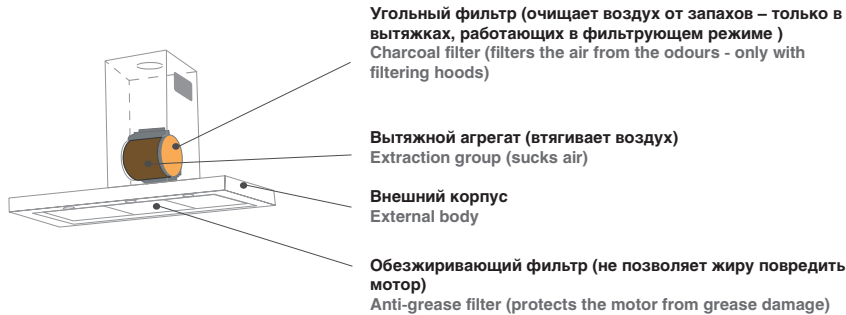 Угольный фильтр (очищает воздух от запахов – только в
вытяжках, работающих в фильтрующем режиме )
Charcoal filter (filters the air from the odours - only with
filtering hoods)
Вытяжной агрегат (втягивает воздух)
Extraction group (sucks air)
Внешний корпус
External body
Обезжиривающий фильтр (не позволяет жиру повредить
мотор)
Anti-grease filter (protects the motor from grease damage)